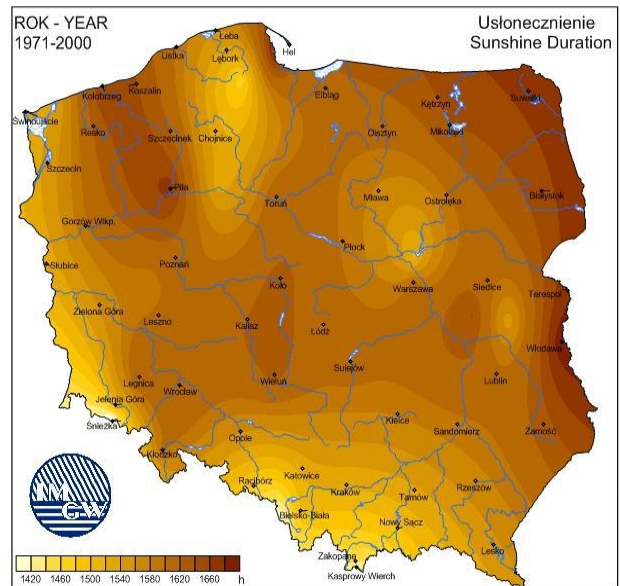 ROK - YEAR
1971-2000
Usłonecznienie
Sunshine Duration
Łeba
Ustka
Lębork
Hel
Koszalin
Kołobrzeg
Elbląg
Kętrzyn
Suwałki
Świnoujście
Resko
Szczecinek
Chojnice
Olsztyn
Mikołajki
Szczecin
Piła
Toruń
Mława
Ostrołęka
Białystok
Gorzów Wlkp.
Płock
Słubice
Poznań
Koło
Warszawa
Siedlce
Terespol
Zielona Góra
Leszno
Kalisz
Łódź
Włodawa
Sulejów
Legnica
Wrocław
Wieluń
Lublin
Jelenia Góra
Śnieżka
Kielce
Sandomierz
Zamość
Opole
Kłodzko
Racibórz
Katowice
Kraków
Tarnów
Rzeszów
Bielsko-Biała
Nowy Sącz
Lesko
Zakopane
Kasprowy Wierch
IM
GW
1420 1460 1500 1540 1580 1620 1660 h